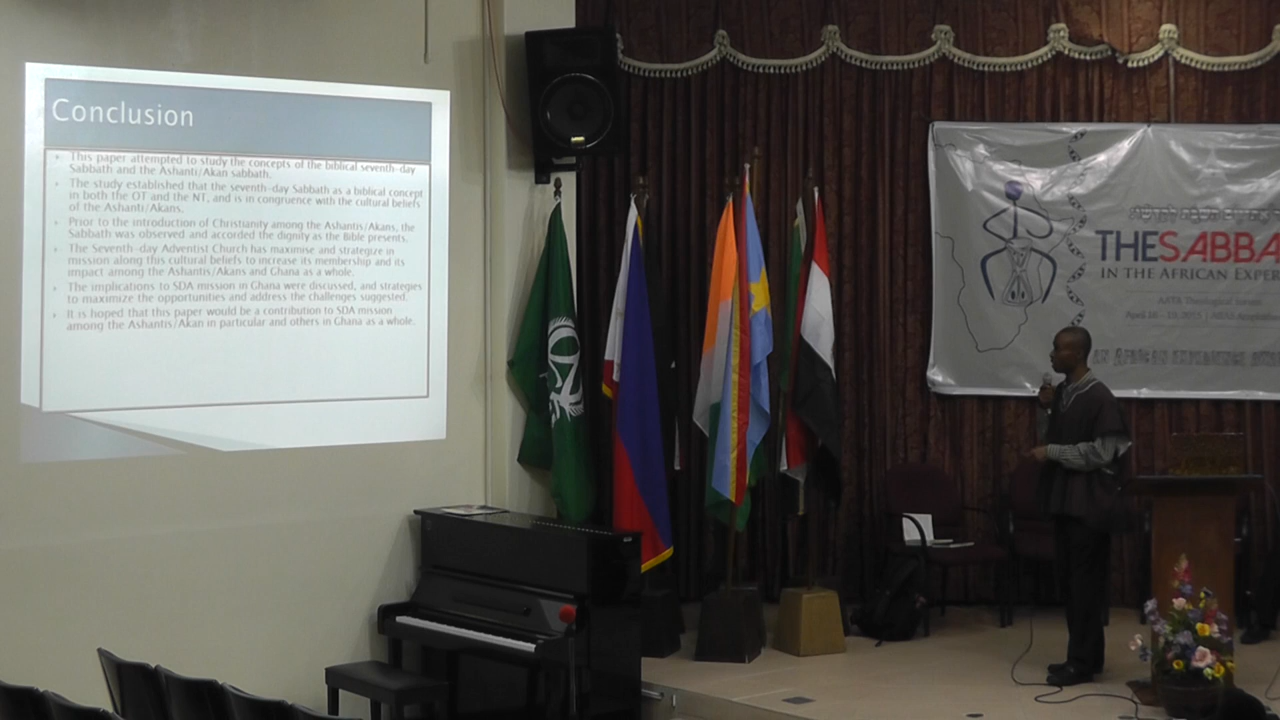 Conclusion
This paper attempted to study the concepts of the biblical seventh-day
Sabbath and the Ashanti/Akan sabbath.
The study established that the seventh-day Sabbath as a biblical concept
in both the OT and the NT, and is in congruence with the cultural beliefs
of the Ashanti/Akans.
Prior to the introduction of Christianity among the Ashantis/Akans, the
Sabbath was observed and accorded the dignity as the Bible presents.
The Seventh-day Adventist Church has maximise and strategize in
mission along this cultural beliefs to increase its membership and its
impact among the Ashantis/Akans and Ghana as a whole.
The implications to SDA mission in Ghana were discussed, and strategies
to maximize the opportunities and address the challenges suggested.
It is hoped that this paper would be a contribution to SDA mission
among the Ashantis/Akan in particular and others in Ghana as a whole.
THESABBA
IN THE AFRICAN EXPER
Theological Forum